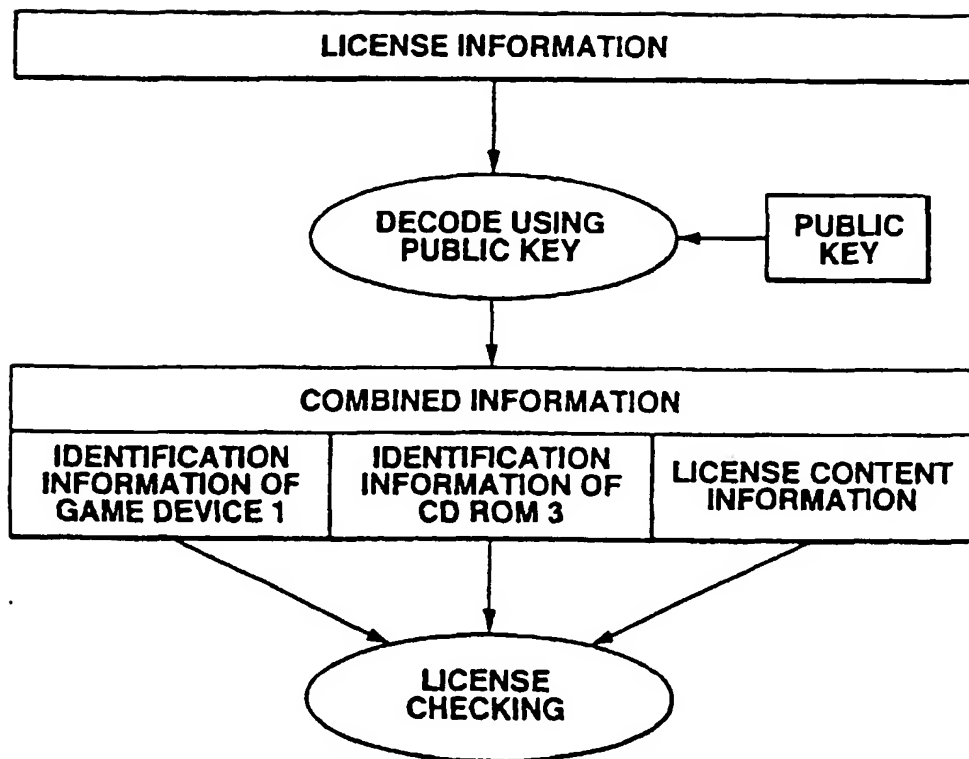 LICENSE INFORMATION
DECODE USING
PUBLIC KEY
PUBLIC
KEY
COMBINED INFORMATION
IDENTIFICATION
INFORMATION OF
GAME DEVICE 1
IDENTIFICATION
INFORMATION OF
CD ROM 3
LICENSE CONTENT
INFORMATION
LICENSE
CHECKING